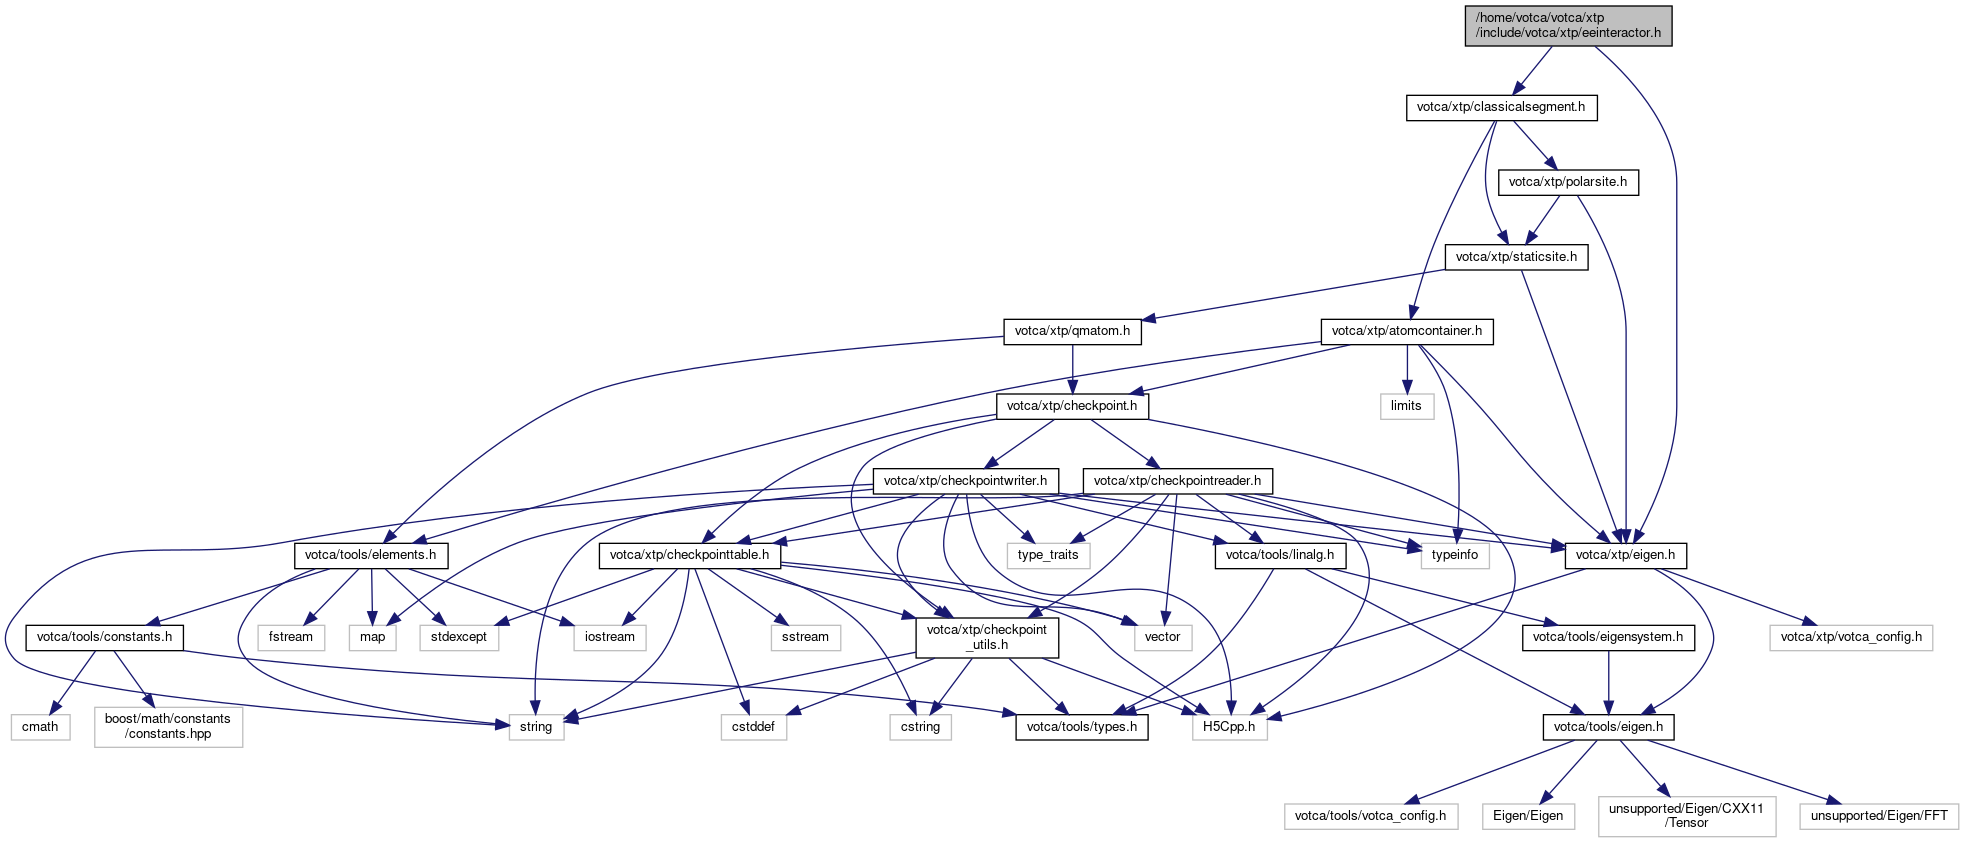 /home/votca/votca/xtp
/include/votca/xtp/eeinteractor.h
votca/xtp/classicalsegment.h
votca/xtp/polarsite.h
votca/xtp/staticsite.h
votca/xtp/qmatom.h
votca/xtp/atomcontainer.h
votca/xtp/checkpoint.h
limits
votca/xtp/checkpointwriter.h
votca/xtp/checkpointreader.h
votca/tools/elements.h
votca/xtp/checkpointtable.h
type_traits
votca/tools/linalg.h
typeinfo
votca/xtp/eigen.h
votca/tools/constants.h
fstream
map
stdexcept
iostream
sstream
votca/xtp/checkpoint
_utils.h
vector
votca/tools/eigensystem.h
votca/xtp/votca_config.h
cmath
boost/math/constants
/constants.hpp
string
cstddef
cstring
votca/tools/types.h
H5Cpp.h
votca/tools/eigen.h
votca/tools/votca_config.h
Eigen/Eigen
unsupported/Eigen/CXX11
/Tensor
unsupported/Eigen/FFT